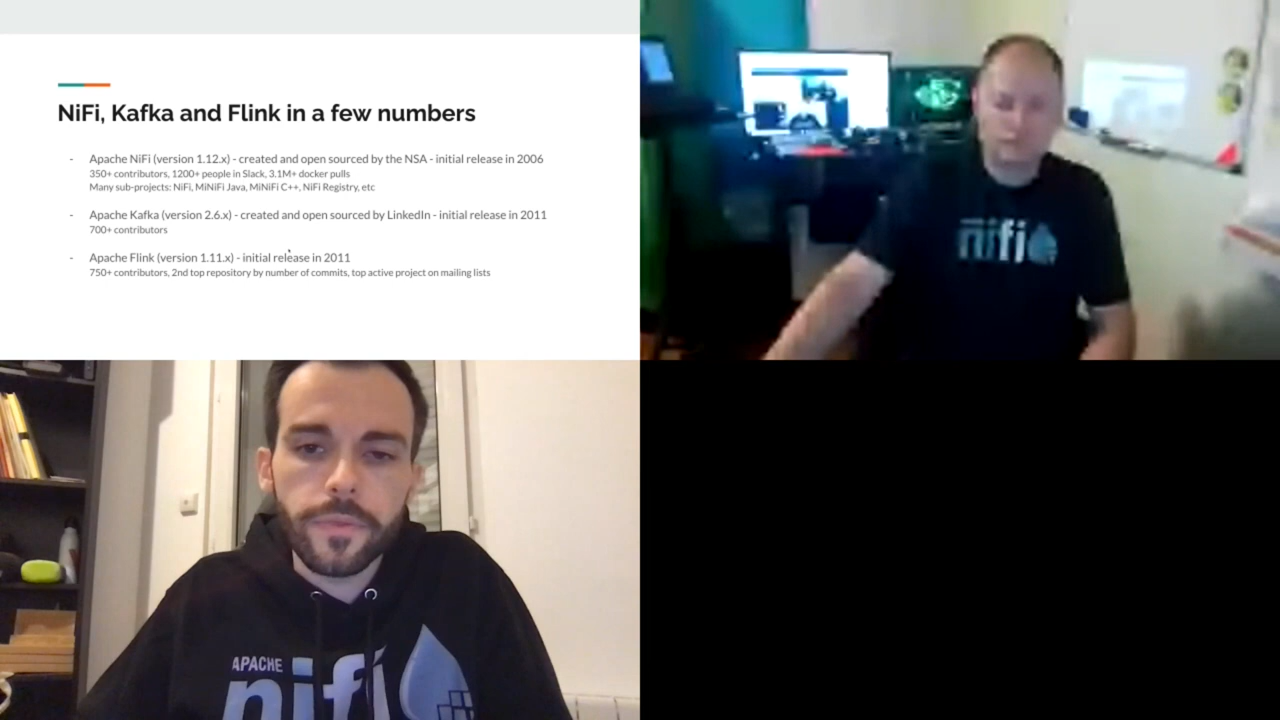 NiFi, Kafka and Flink in a few numbers
- Apache NiFi (version 1.12.x) - created and open sourced by the NSA - initial release in 2006
350+ contributors, 1200+ people in Slack, 3.1M+ docker pulls
Many sub-projects: NiFi, MiNiFi Java, MiNiFi C++, NiFi Registry, etc
- Apache Kafka (version 2.6.x) - created and open sourced by LinkedIn - initial release in 2011
700+ contributors
- Apache Flink (version 1.11.x) - initial release in 2011
750+ contributors, 2nd top repository by number of commits, top active project on mailing lists
nifi
APACHE
nifi